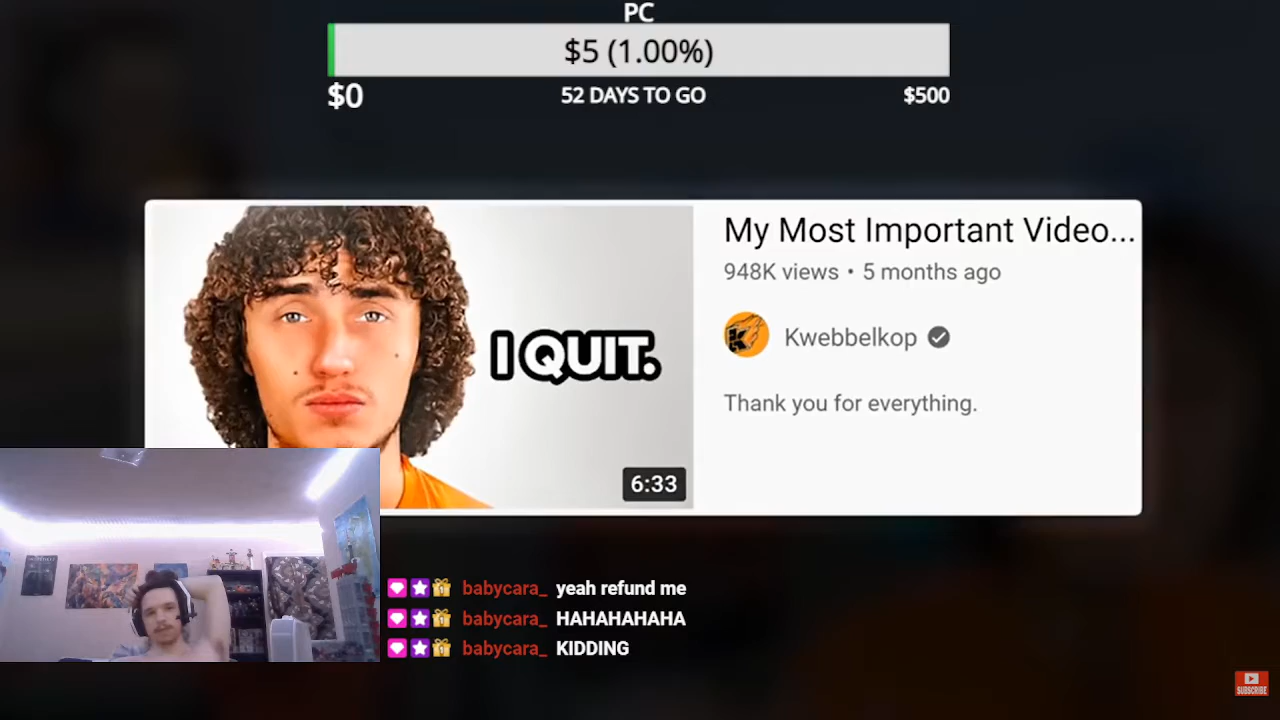 PC
$5 (1.00%)
$0
52 DAYS TO GO
$500
My Most Important Video...
948K views • 5 months ago
Kwebbelkop
Thank you for everything.
I QUIT.
6:33
babycara_ yeah refund me
babycara_ HAHAHAHAHA
babycara_ KIDDING
SUBSCRIBE